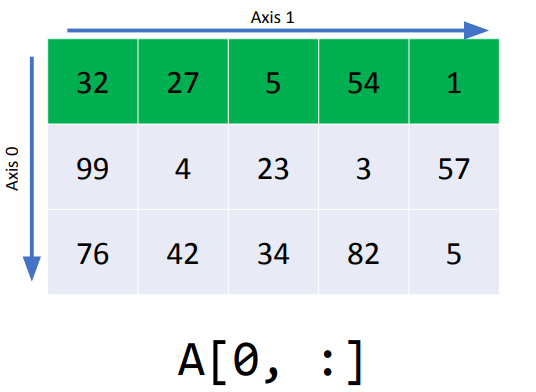 Axis 1
Axis 0
32 27 5 54 1
99 4 23 3 57
76 42 34 82 5
A[0, :]